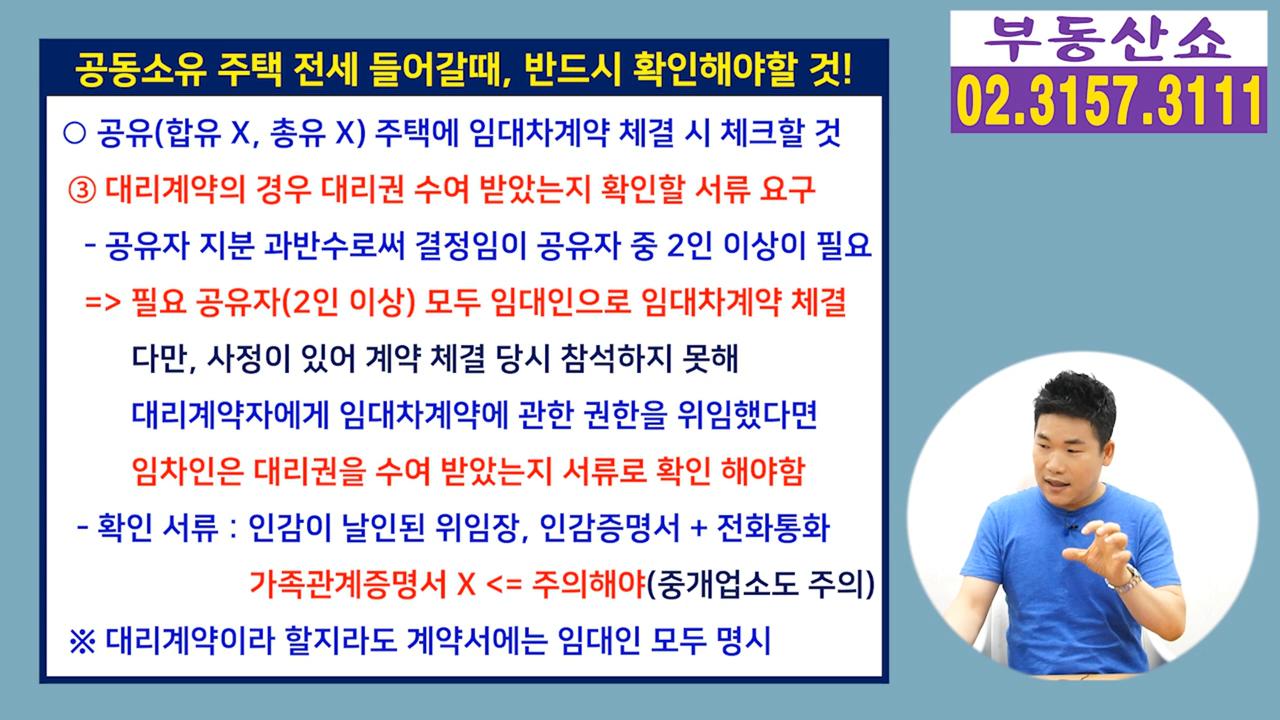 공동소유 주택 전세 들어갈때, 반드시 확인해야할 것!
○ 공유(합유 X, 총유 X) 주택에 임대차계약 체결 시 체크할 것
③ 대리계약의 경우 대리권 수여 받았는지 확인할 서류 요구
- 공유자 지분 과반수로써 결정임이 공유자 중 2인 이상이 필요
=> 필요 공유자(2인 이상) 모두 임대인으로 임대차계약 체결
다만, 사정이 있어 계약 체결 당시 참석하지 못해
대리계약자에게 임대차계약에 관한 권한을 위임했다면
임차인은 대리권을 수여 받았는지 서류로 확인 해야함
- 확인 서류 : 인감이 날인된 위임장, 인감증명서 + 전화통화
가족관계증명서 X <= 주의해야(중개업소도 주의)
※ 대리계약이라 할지라도 계약서에는 임대인 모두 명시
부동산쇼
02.3157.3111